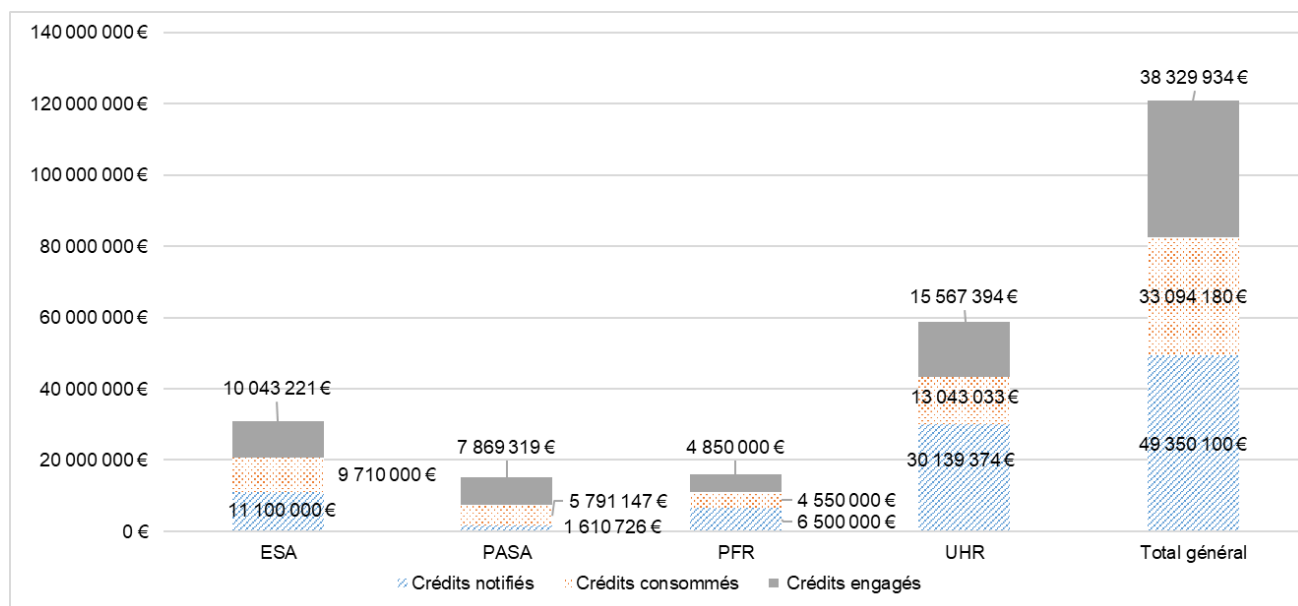 140 000 000 €
120 000 000 €
100 000 000 €
80 000 000 €
60 000 000 €
40 000 000 €
20 000 000 €
0 €
10 043 221 €
9 710 000 €
11 100 000 €
7 869 319 €
5 791 147 €
1 610 726 €
4 850 000 €
4 550 000 €
6 500 000 €
15 567 394 €
13 043 033 €
30 139 374 €
38 329 934 €
33 094 180 €
49 350 100 €
ESA PASA PFR UHR Total général
Crédits notifiés Crédits consommés Crédits engagés